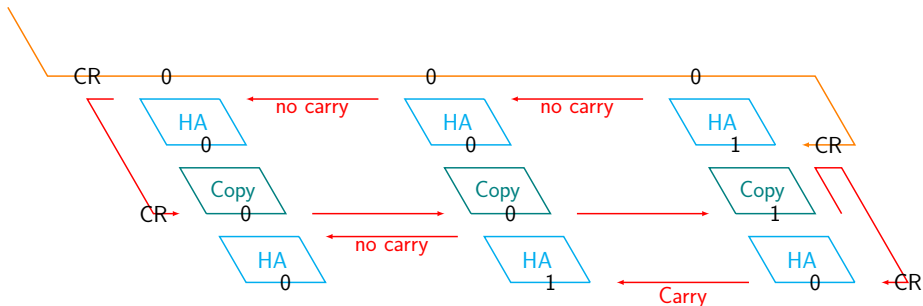 CR 0 0 0
no carry no carry
HA HA HA
0 0 1 CR
Copy Copy Copy
CR 0 0 1
no carry
HA HA HA
0 1 0 CR
Carry